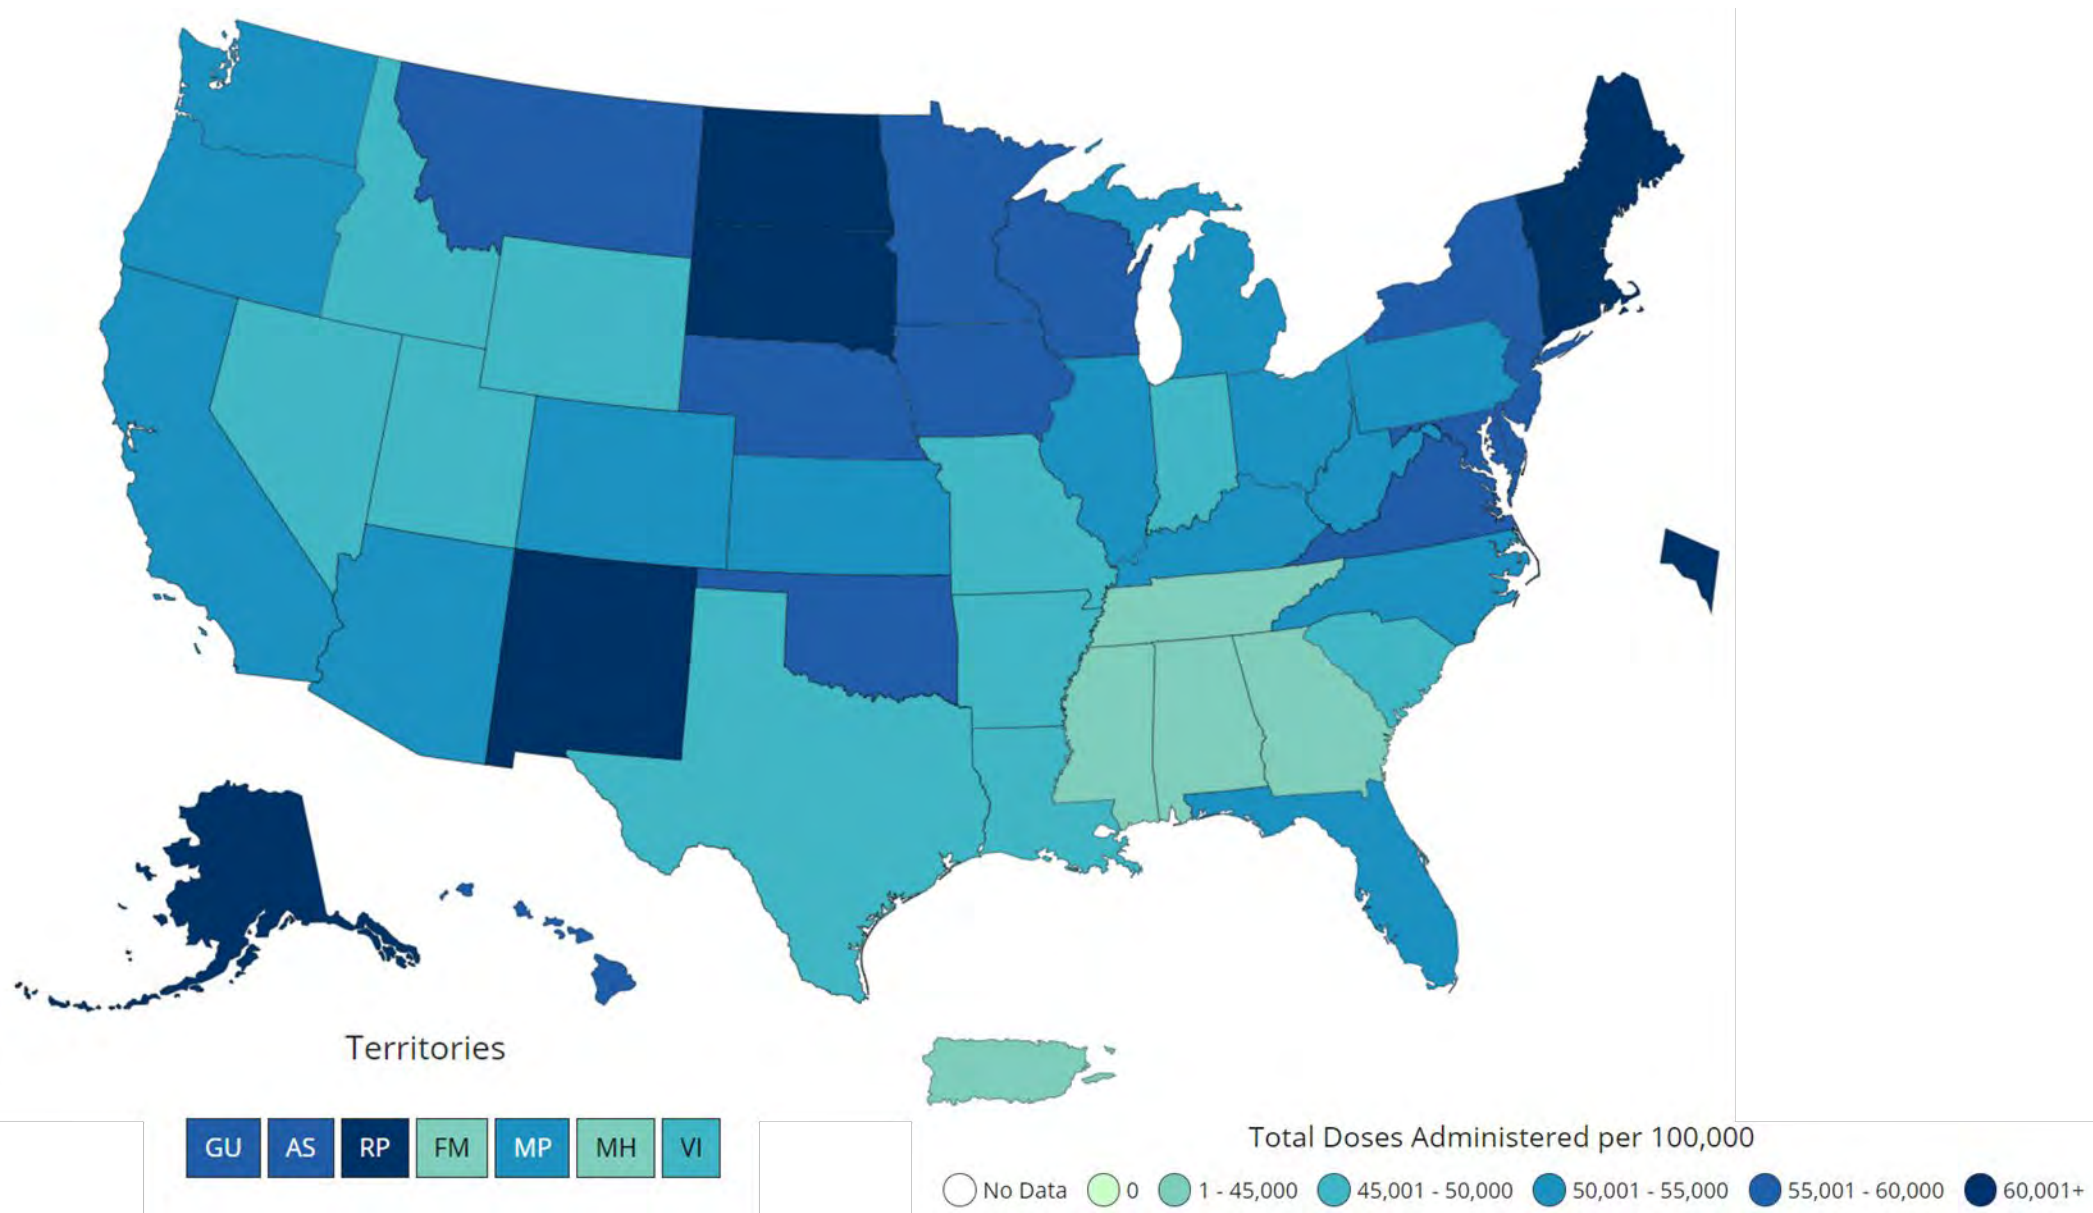 Territories
GU AS RP FM MP MH VI
Total Doses Administered per 100,000
No Data 0 1 - 45,000 45,001 - 50,000 50,001 - 55,000 55,001 - 60,000 60,001+